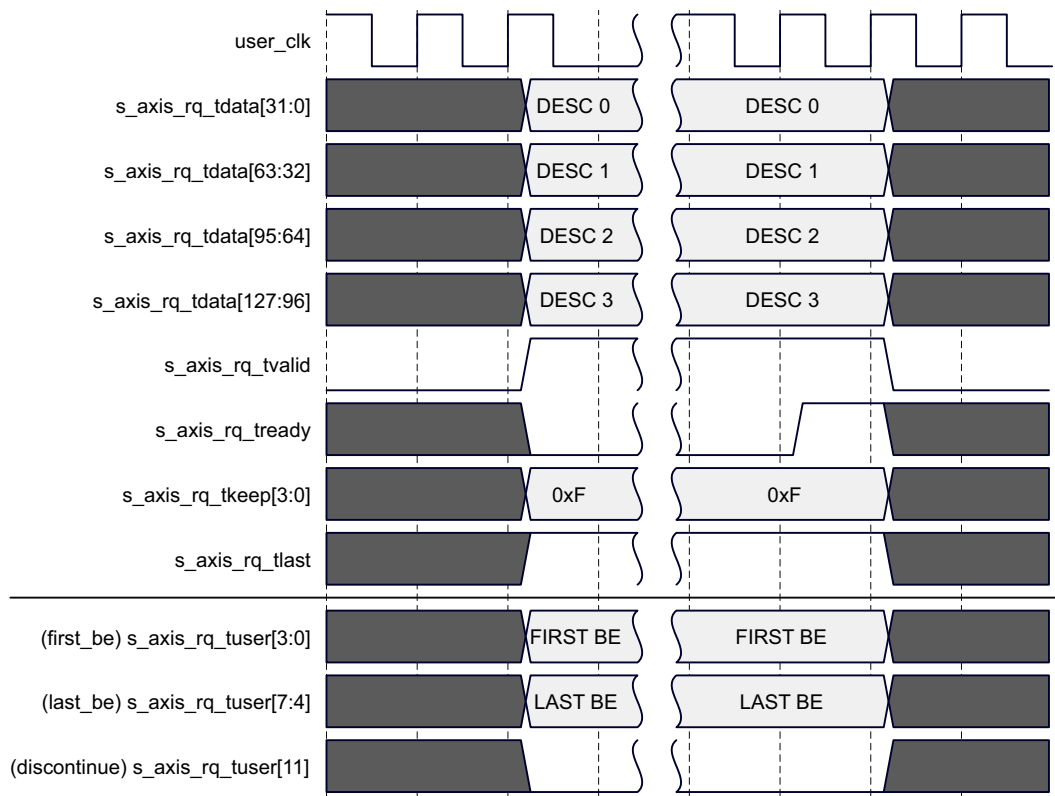 user_clk
s_axis_rq_tdata[31:0] DESC 0 DESC 0
s_axis_rq_tdata[63:32] DESC 1 DESC 1
s_axis_rq_tdata[95:64] DESC 2 DESC 2
s_axis_rq_tdata[127:96] DESC 3 DESC 3
s_axis_rq_tvalid
s_axis_rq_tready
s_axis_rq_tkeep[3:0] 0xF 0xF
s_axis_rq_tlast
(first_be) s_axis_rq_tuser[3:0] FIRST BE FIRST BE
(last_be) s_axis_rq_tuser[7:4] LAST BE LAST BE
(discontinue) s_axis_rq_tuser[11]